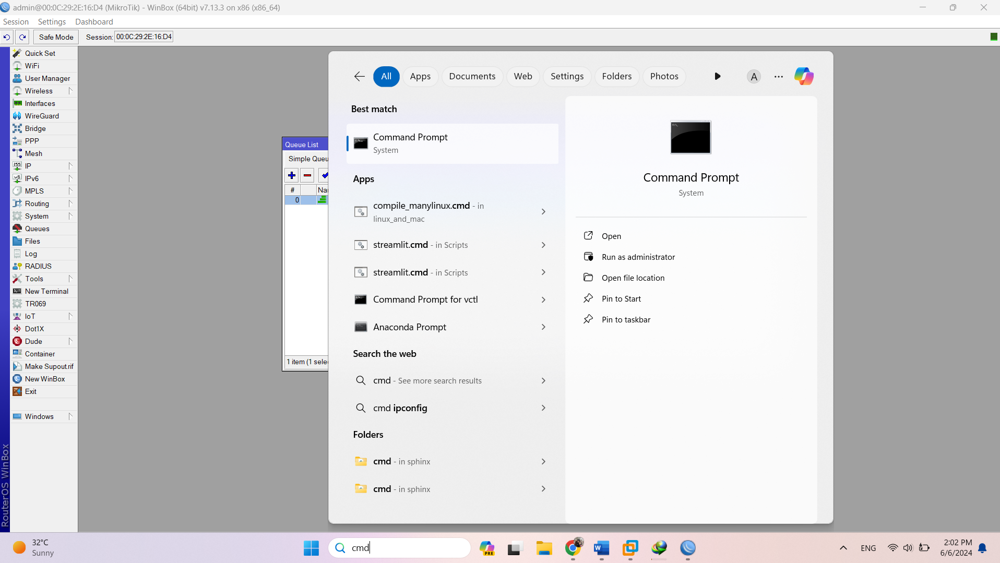 admin@00:0C:29:2E:16:D4 (MikroTik) - WinBox (64bit) v7.13.3 on x86 (x86_64)
Session Settings Dashboard
Safe Mode Session: 00:0C:29:2E:16:D4
Quick Set
WiFi
User Manager
Wireless
Interfaces
WireGuard
Bridge
PPP
Mesh
IP
IPv6
MPLS
Routing
System
Queues
Files
Log
RADIUS
Tools
New Terminal
TR069
IoT
Dot1X
Dude
Container
Make Supout.rif
New WinBox
Exit
Windows
RouterOS WinBox
Queue List
Simple Queu
# Nar
0
1 item (1 selec
All Apps Documents Web Settings Folders Photos A
Best match
Command Prompt
System
Apps
compile_manylinux.cmd - in
linux_and_mac
streamlit.cmd - in Scripts
streamlit.cmd - in Scripts
Command Prompt for vctl
Anaconda Prompt
Search the web
cmd - See more search results
cmd ipconfig
Folders
cmd - in sphinx
cmd - in sphinx
Command Prompt
System
Open
Run as administrator
Open file location
Pin to Start
Pin to taskbar
32°C
Sunny
cmd
PRE
ENG
2:02 PM
6/6/2024